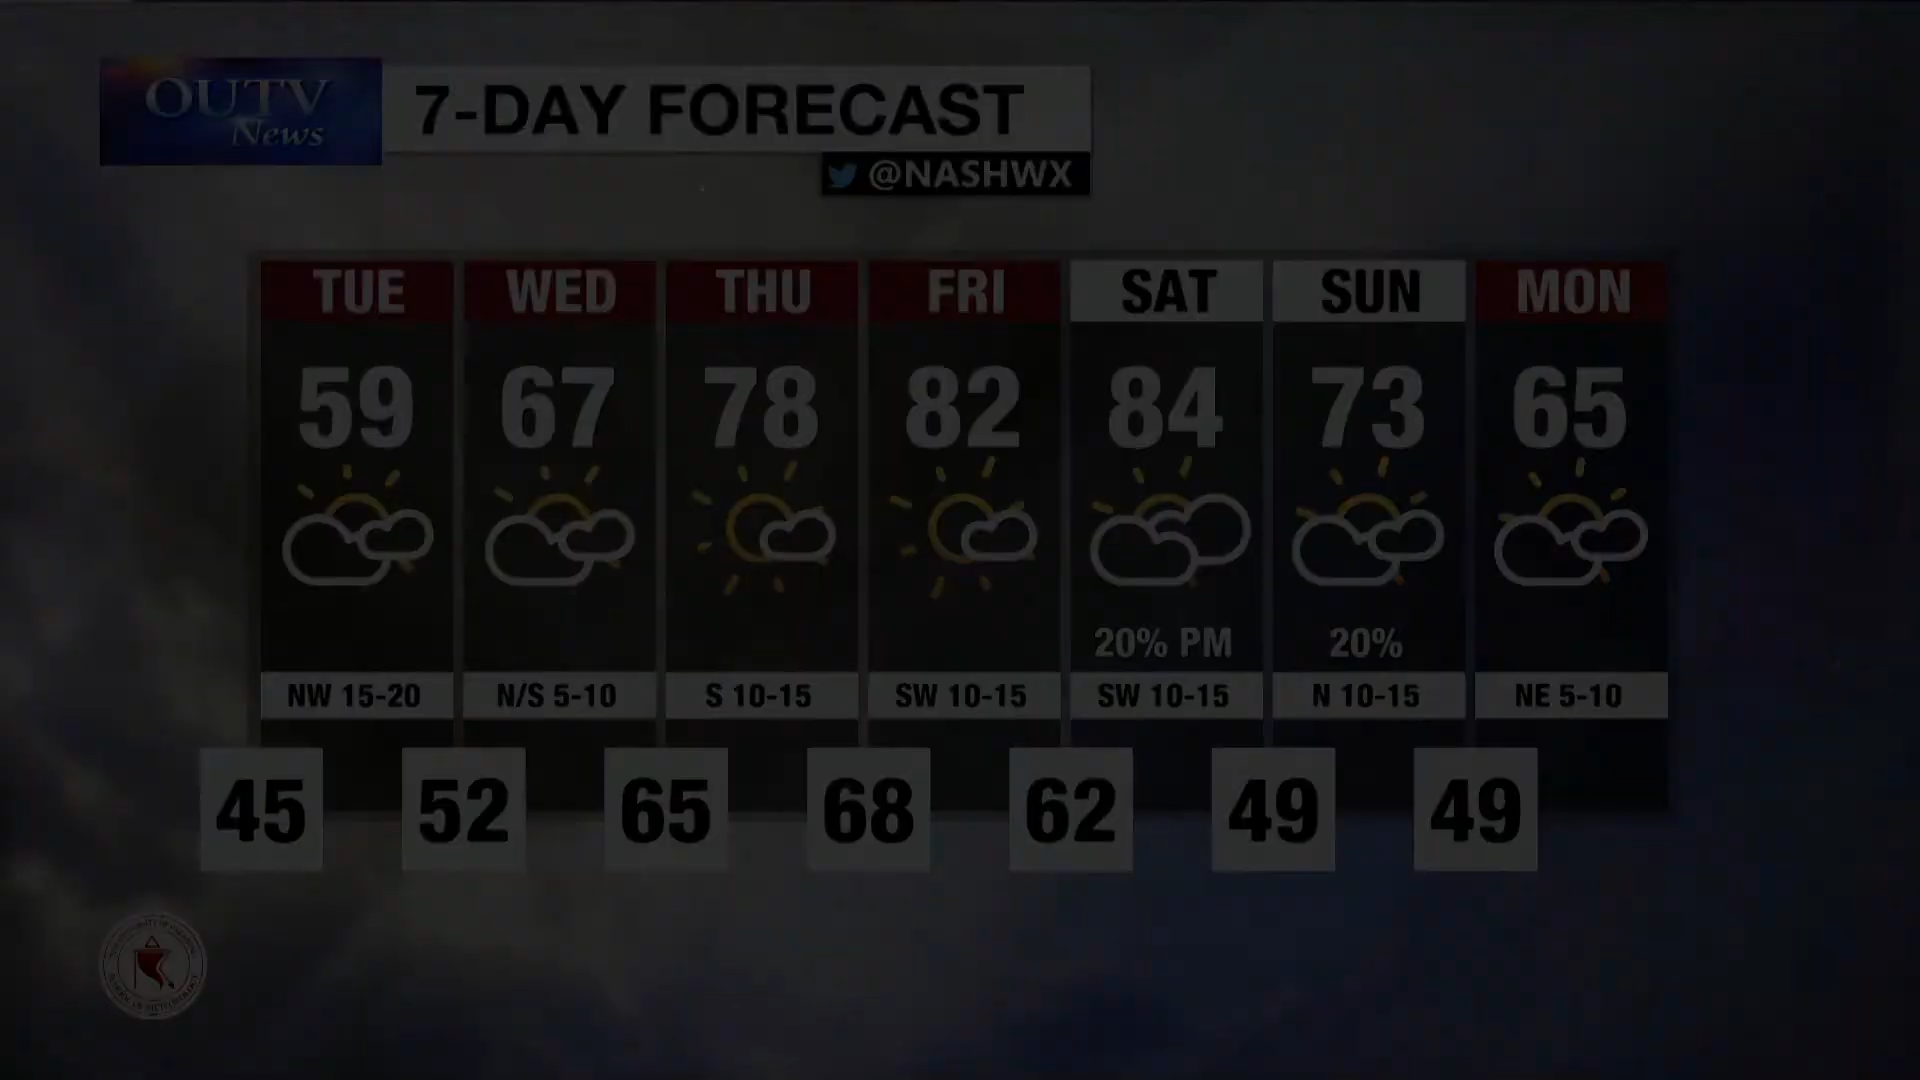 OUTV
News
7-DAY FORECAST
@NASHWX
TUE WED THU FRI SAT SUN MON
59 67 78 82 84 73 65
20% PM 20%
NW 15-20 N/S 5-10 S 10-15 SW 10-15 SW 10-15 N 10-15 NE 5-10
45 52 65 68 62 49 49